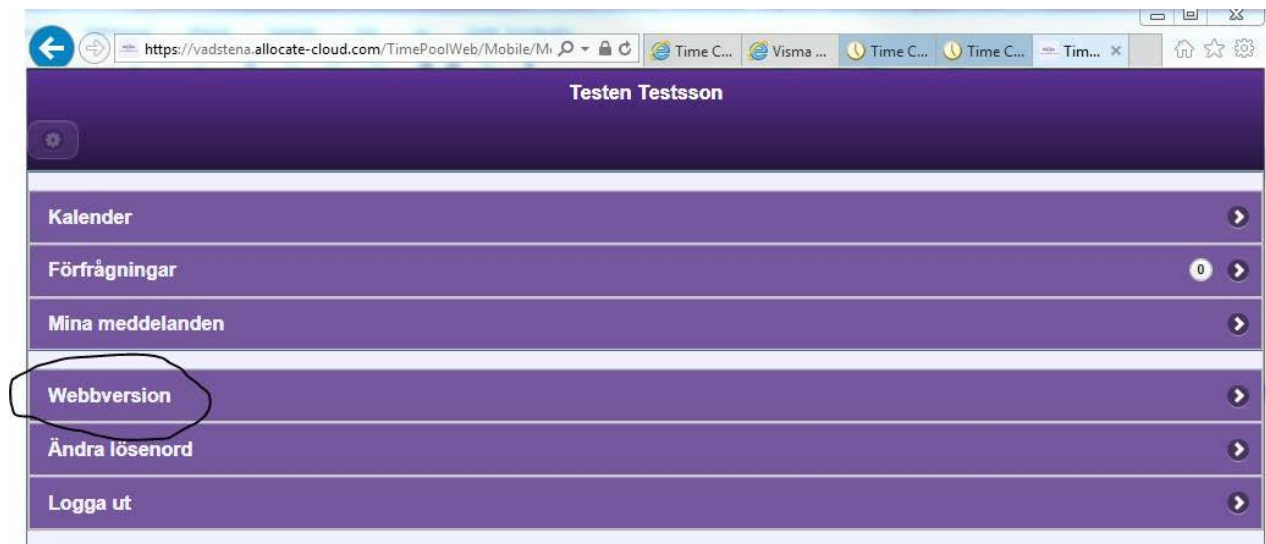 https://vadstena.allocate-cloud.com/TimePoolWeb/Mobile/M
Time C...
Visma ...
Time C...
Time C...
Tim...
Testen Testsson
Kalender
Förfrågningar
0
Mina meddelanden
Webbversion
Ändra lösenord
Logga ut